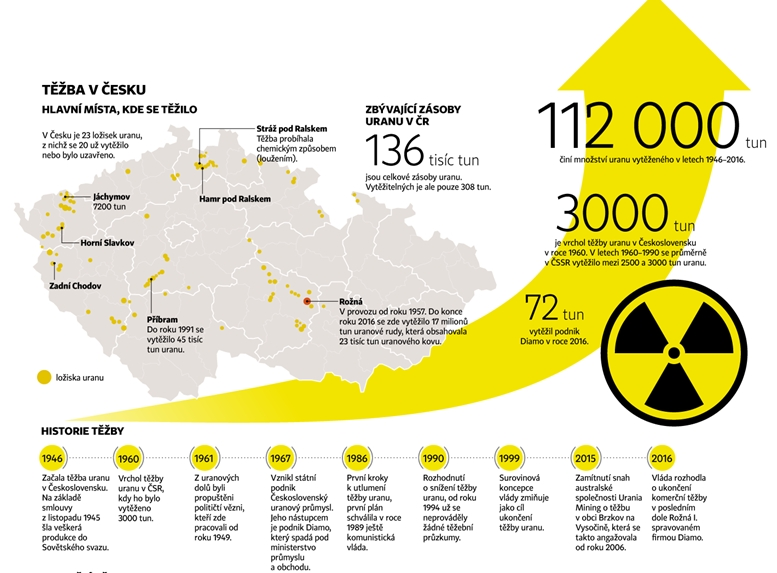 TĚŽBA V ČESKU
HLAVNÍ MÍSTA, KDE SE TĚŽILO
V Česku je 23 ložisek uranu,
z nichž se 20 už vytěžilo
nebo bylo uzavřeno.
Stráž pod Ralskem
Těžba probíhala
chemickým způsobem
(loužením).
Hamr pod Ralskem
Jáchymov
7200 tun
Horní Slavkov
Zadní Chodov
Příbram
Do roku 1991 se
vytěžilo 45 tisíc
tun uranu.
Rožná
V provozu od roku 1957. Do konce
roku 2016 se zde vytěžilo 17 milionů
tun uranové rudy, která obsahovala
23 tisíc tun uranového kovu.
ložiska uranu
ZBÝVAJÍCÍ ZÁSOBY
URANU V ČR
136 tisíc tun
jsou celkové zásoby uranu.
Vytěžitelných je ale pouze 308 tun.
112 000 tun
činí množství uranu vytěženého v letech 1946–2016.
3000 tun
je vrchol těžby uranu v Československu
v roce 1960. V letech 1960–1990 se průměrně
v ČSSR vytěžilo mezi 2500 a 3000 tun uranu.
72 tun
vytěžil podnik
Diamo v roce 2016.
HISTORIE TĚŽBY
1946
Začala těžba uranu
v Československu.
Na základě
smlouvy
z listopadu 1945
šla veškerá
produkce do
Sovětského svazu.
1960
Vrchol těžby
uranu v ČSR,
kdy ho bylo
vytěženo
3000 tun.
1961
Z uranových
dolů byli
propuštěni
političtí vězni,
kteří zde
pracovali od
roku 1949.
1967
Vznikl státní
podnik
Československý
uranový průmysl.
Jeho nástupcem
je podnik Diamo,
který spadá pod
ministerstvo
průmyslu
a obchodu.
1986
První kroky
k utlumení
těžby uranu,
první plán
schválila v roce
1989 ještě
komunistická
vláda.
1990
Rozhodnutí
o snížení těžby
uranu, od roku
1994 už se
neprováděly
žádné těžební
průzkumy.
1999
Surovinová
koncepce
vlády zmiňuje
jako cíl
ukončení
těžby uranu.
2015
Zamítnutí snah
australské
společnosti Urania
Mining o těžbu
v obci Brzkov na
Vysočině, která se
takto angažovala
od roku 2006.
2016
Vláda rozhodla
o ukončení
komerční těžby
v posledním
dole Rožná I.
spravovaném
firmou Diamo.